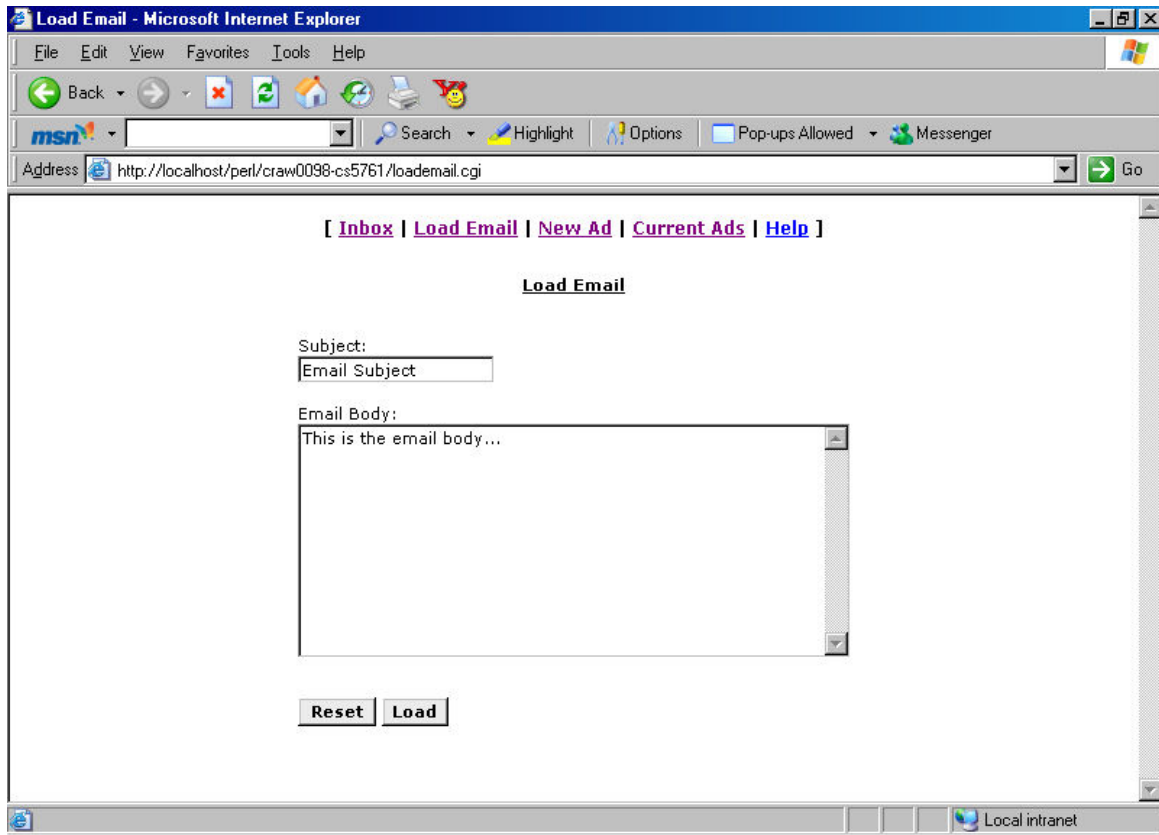 Load Email - Microsoft Internet Explorer
File Edit View Favorites Tools Help
Back
msn Search Highlight Options Pop-ups Allowed Messenger
Address http://localhost/perl/craw0098-cs5761/loademail.cgi Go
[ Inbox | Load Email | New Ad | Current Ads | Help ]
Load Email
Subject:
Email Subject
Email Body:
This is the email body...
Reset Load
Local intranet